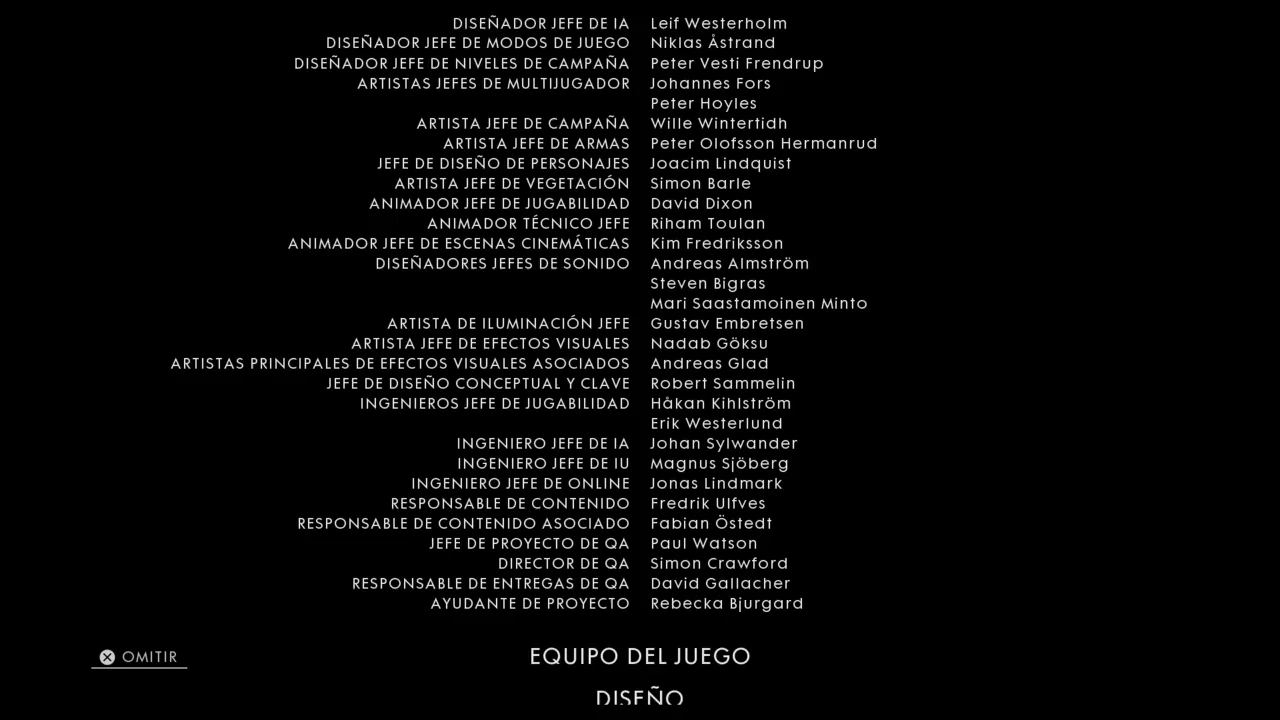 DISEÑADOR JEFE DE IA Leif Westerholm
DISEÑADOR JEFE DE MODOS DE JUEGO Niklas Åstrand
DISEÑADOR JEFE DE NIVELES DE CAMPAÑA Peter Vesti Frendrup
ARTISTAS JEFES DE MULTIJUGADOR Johannes Fors
Peter Hoyles
ARTISTA JEFE DE CAMPAÑA Wille Wintertidh
ARTISTA JEFE DE ARMAS Peter Olofsson Hermanrud
JEFE DE DISEÑO DE PERSONAJES Joacim Lindquist
ARTISTA JEFE DE VEGETACIÓN Simon Barle
ANIMADOR JEFE DE JUGABILIDAD David Dixon
ANIMADOR TÉCNICO JEFE Riham Toulan
ANIMADOR JEFE DE ESCENAS CINEMÁTICAS Kim Fredriksson
DISEÑADORES JEFES DE SONIDO Andreas Almström
Steven Bigras
Mari Saastamoinen Minto
ARTISTA DE ILUMINACIÓN JEFE Gustav Embretsen
ARTISTA JEFE DE EFECTOS VISUALES Nadab Göksu
ARTISTAS PRINCIPALES DE EFECTOS VISUALES ASOCIADOS Andreas Glad
JEFE DE DISEÑO CONCEPTUAL Y CLAVE Robert Sammelin
INGENIEROS JEFE DE JUGABILIDAD Håkan Kihlström
Erik Westerlund
INGENIERO JEFE DE IA Johan Sylwander
INGENIERO JEFE DE IU Magnus Sjöberg
INGENIERO JEFE DE ONLINE Jonas Lindmark
RESPONSABLE DE CONTENIDO Fredrik Ulfves
RESPONSABLE DE CONTENIDO ASOCIADO Fabian Östedt
JEFE DE PROYECTO DE QA Paul Watson
DIRECTOR DE QA Simon Crawford
RESPONSABLE DE ENTREGAS DE QA David Gallacher
AYUDANTE DE PROYECTO Rebecka Bjurgard
OMITIR
EQUIPO DEL JUEGO
DISEÑO